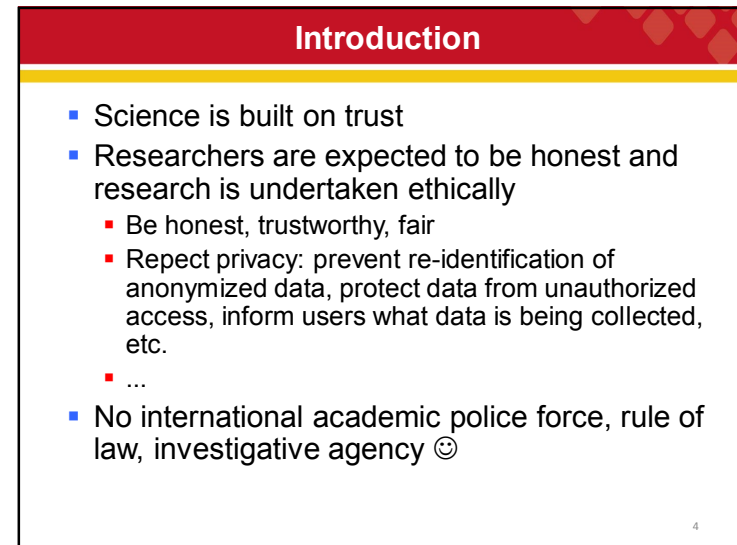 Introduction
▪ Science is built on trust
▪ Researchers are expected to be honest and
research is undertaken ethically
▪ Be honest, trustworthy, fair
▪ Repect privacy: prevent re-identification of
anonymized data, protect data from unauthorized
access, inform users what data is being collected,
etc.
▪ ...
▪ No international academic police force, rule of
law, investigative agency ☺
4